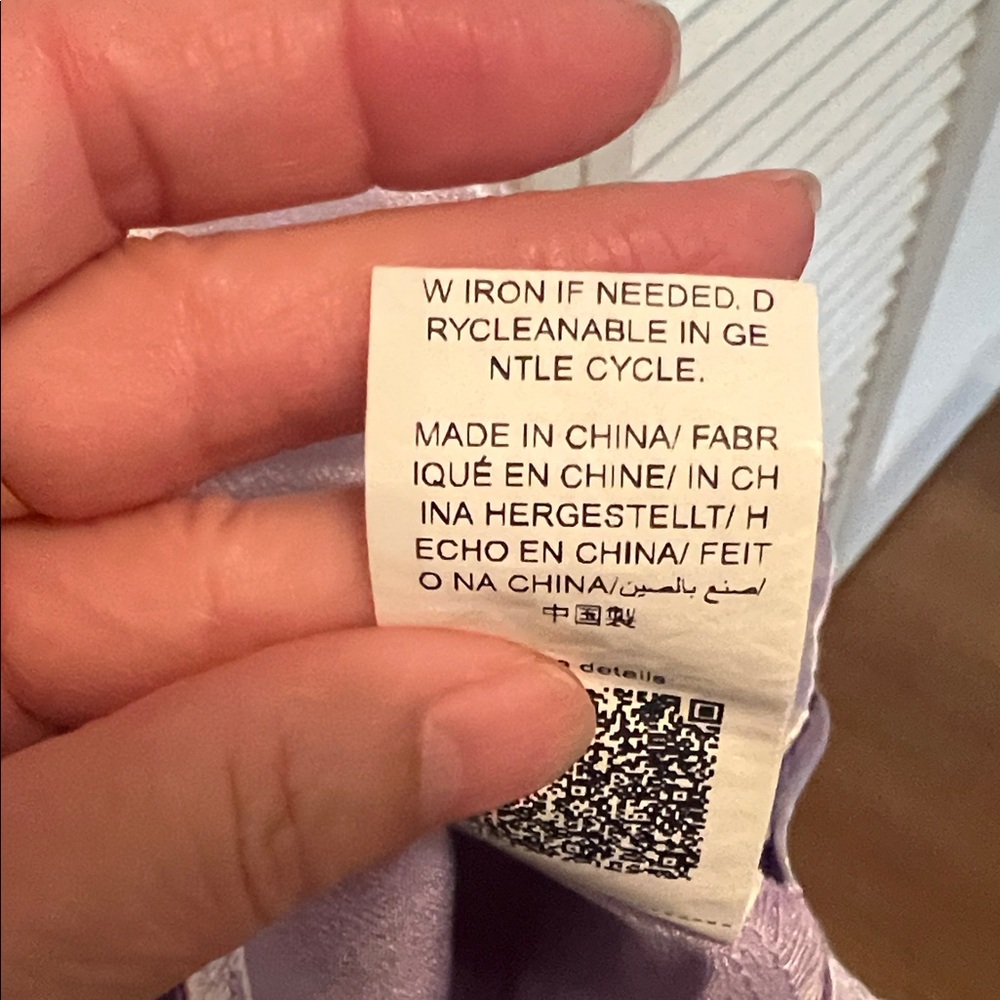 W IRON IF NEEDED. D
RYCLEANABLE IN GE
NTLE CYCLE.
MADE IN CHINA/ FABR
IQUÉ EN CHINE/ IN CH
INA HERGESTELLT/ H
ECHO EN CHINA/ FEIT
O NA CHINA/صنع بالصين/
中国製
details